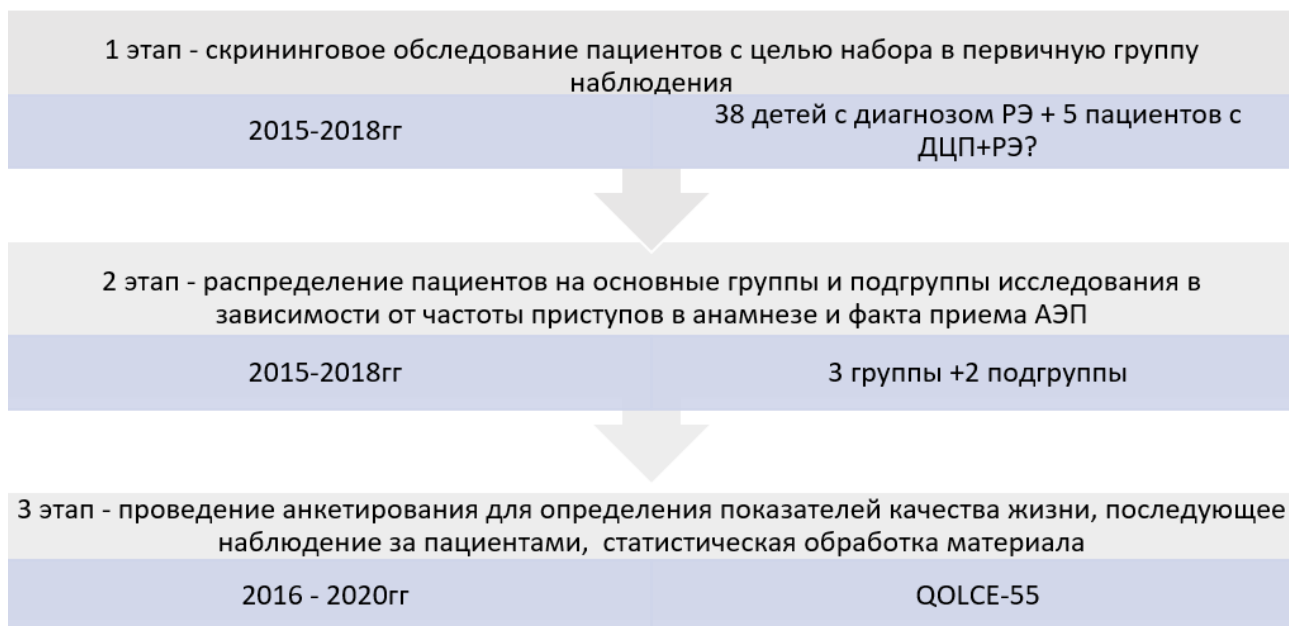 1 этап - скрининговое обследование пациентов с целью набора в первичную группу
наблюдения
2015-2018гг
38 детей с диагнозом РЭ + 5 пациентов с
ДЦП+РЭ?
2 этап - распределение пациентов на основные группы и подгруппы исследования в
зависимости от частоты приступов в анамнезе и факта приема АЭП
2015-2018гг
3 группы +2 подгруппы
3 этап - проведение анкетирования для определения показателей качества жизни, последующее
наблюдение за пациентами, статистическая обработка материала
2016 - 2020гг
QOLCE-55